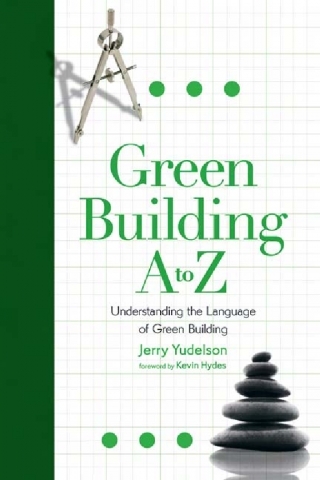 Green
Building
A to Z
Understanding the Language
of Green Building
Jerry Yudelson
foreword by Kevin Hydes